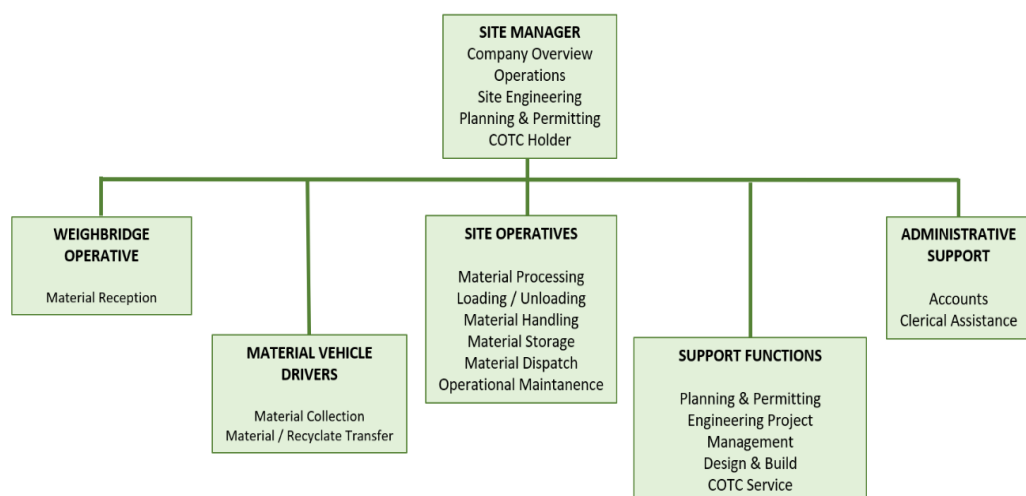 SITE MANAGER
Company Overview
Operations
Site Engineering
Planning & Permitting
COTC Holder
WEIGHBRIDGE
OPERATIVE
Material Reception
MATERIAL VEHICLE
DRIVERS
Material Collection
Material / Recyclate Transfer
SITE OPERATIVES
Material Processing
Loading / Unloading
Material Handling
Material Storage
Material Dispatch
Operational Maintanence
SUPPORT FUNCTIONS
Planning & Permitting
Engineering Project
Management
Design & Build
COTC Service
ADMINISTRATIVE
SUPPORT
Accounts
Clerical Assistance